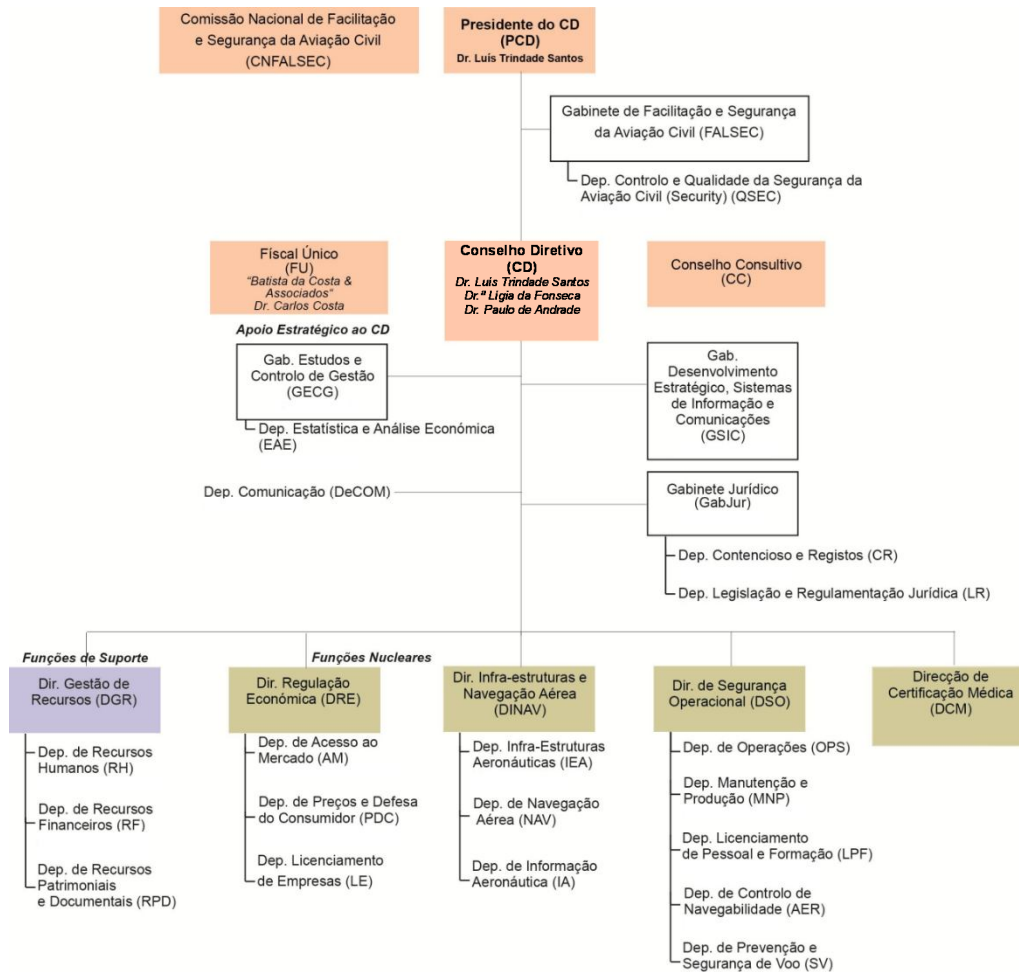 Comissão Nacional de Facilitação
e Segurança da Aviação Civil
(CNFALSEC)
Presidente do CD
(PCD)
Dr. Luís Trindade Santos
Gabinete de Facilitação e Segurança
da Aviação Civil (FALSEC)
Dep. Controlo e Qualidade da Segurança da
Aviação Civil (Security) (QSEC)
Fiscal Único
(FU)
"Batista da Costa &
Associados"
Dr. Carlos Costa
Conselho Diretivo
(CD)
Dr. Luís Trindade Santos
Dr.ª Lígia da Fonseca
Dr. Paulo de Andrade
Conselho Consultivo
(CC)
Apoio Estratégico ao CD
Gab. Estudos e
Controlo de Gestão
(GECG)
Dep. Estatística e Análise Económica
(EAE)
Gab.
Desenvolvimento
Estratégico, Sistemas
de Informação e
Comunicações
(GSIC)
Dep. Comunicação (DeCOM)
Gabinete Jurídico
(GabJur)
Dep. Contencioso e Registos (CR)
Dep. Legislação e Regulamentação Jurídica (LR)
Funções de Suporte
Funções Nucleares
Dir. Gestão de
Recursos (DGR)
Dep. de Recursos
Humanos (RH)
Dep. de Recursos
Financeiros (RF)
Dep. de Recursos
Patrimoniais
e Documentais (RPD)
Dir. Regulação
Económica (DRE)
Dep. de Acesso ao
Mercado (AM)
Dep. de Preços e Defesa
do Consumidor (PDC)
Dep. Licenciamento
de Empresas (LE)
Dir. Infra-estruturas e
Navegação Aérea
(DINAV)
Dep. Infra-Estruturas
Aeronáuticas (IEA)
Dep. de Navegação
Aérea (NAV)
Dep. de Informação
Aeronáutica (IA)
Dir. de Segurança
Operacional (DSO)
Dep. de Operações (OPS)
Dep. Manutenção e
Produção (MNP)
Dep. Licenciamento
de Pessoal e Formação (LPF)
Dep. de Controlo de
Navegabilidade (AER)
Dep. de Prevenção e
Segurança de Voo (SV)
Direcção
de Certificação Médica
(DCM)